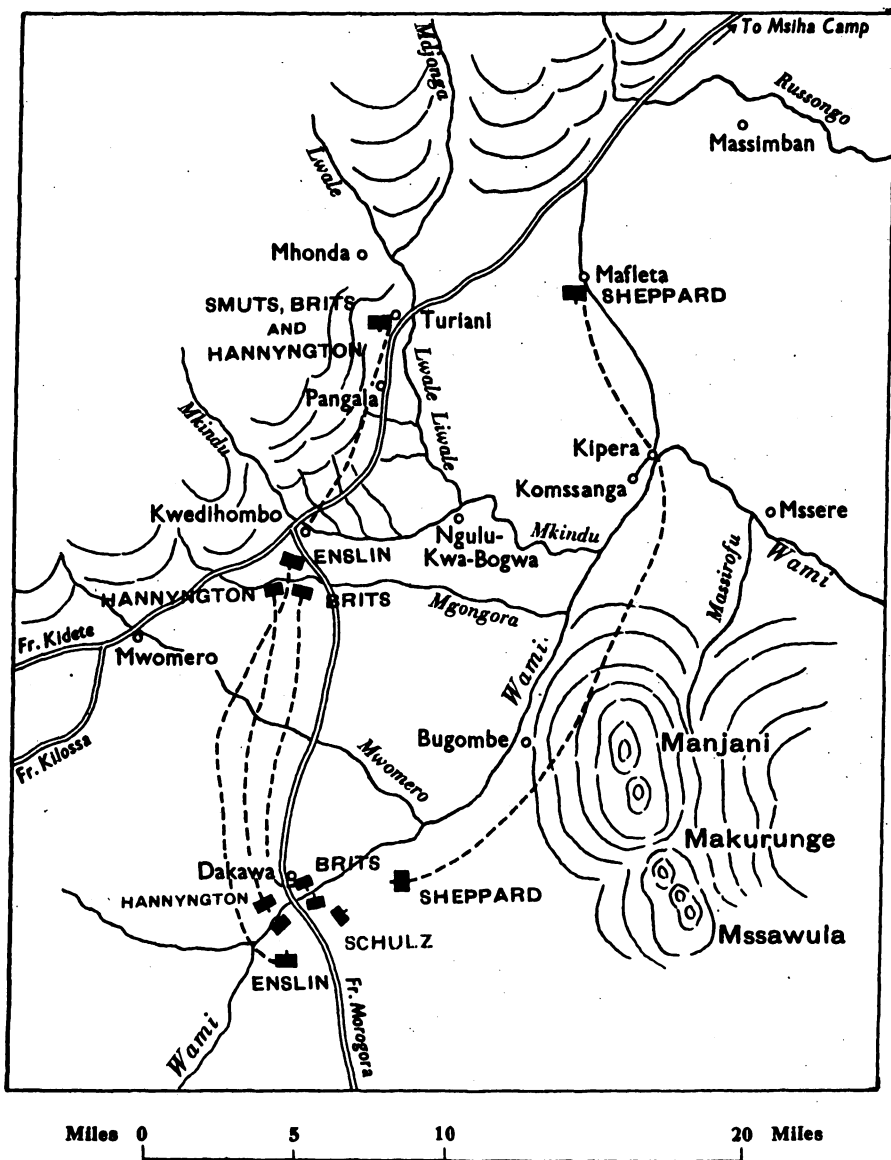 To Msiha Camp
Mdjonga
Russongo
Massimban
Lwale
Mhonda
Mafleta
SHEPPARD
SMUTS, BRITS
AND
HANNYNGTON
Turiani
Lwale
Pangala
Liwale
Mkindu
Kipera
Komssanga
Kwedihombo
Ngulu-
Kwa-Bogwa
Mkindu
Mssere
ENSLIN
Massirofu
Wami
HANNYNGTON
BRITS
Mgongora
Fr. Kidete
Mwomero
Wami
Fr. Kilossa
Bugombe
Manjani
Mwomero
Makurunge
Dakawa
BRITS
HANNYNGTON
SHEPPARD
SCHULZ
Mssawula
ENSLIN
Fr. Morogora
Wami
Miles 0 5 10 20 Miles